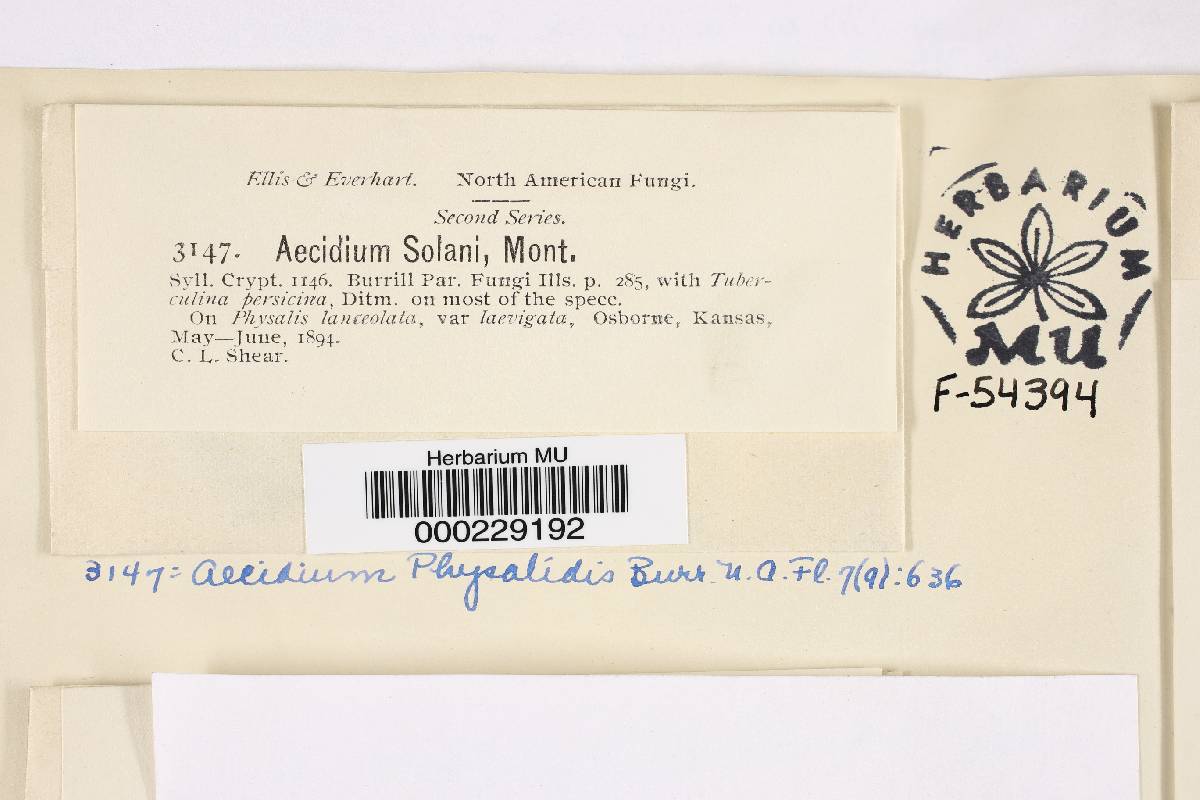 Ellis & Everhart. North American Fungi.
Second Series.
3147. Aecidium Solani, Mont.
Syll. Crypt. 1146. Burrill Par. Fungi Ills. p. 285, with Tuber-
culina persicina, Ditm. on most of the specc.
On Physalis lanceolata, var laevigata, Osborne, Kansas,
May—June, 1894.
C. L. Shear.
HERBARIUM
MU
F-54394
Herbarium MU
000229192
3147 = Aecidium Physalidis Burr. N.A. Fl. 7(9):636